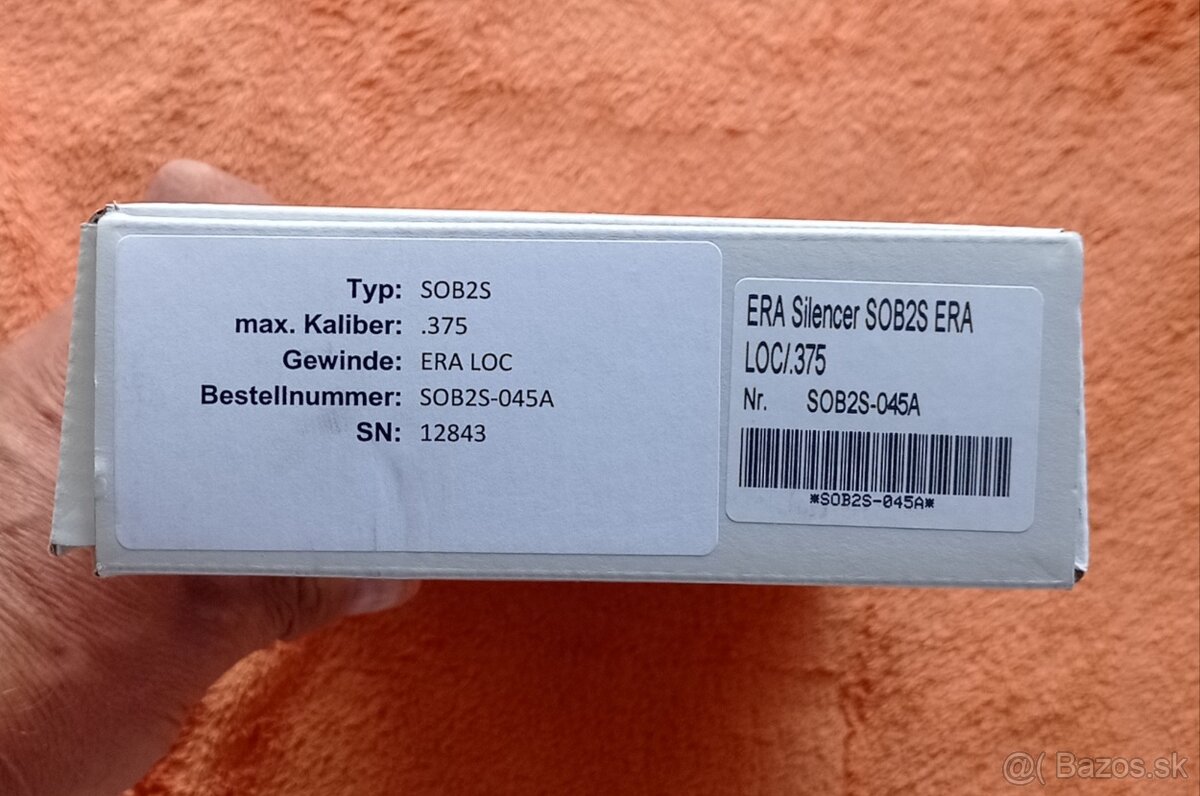 Typ: SOB2S
max. Kaliber: .375
Gewinde: ERA LOC
Bestellnummer: SOB2S-045A
SN: 12843
ERA Silencer SOB2S ERA
LOC/.375
Nr. SOB2S-045A
*SOB2S-045A*
@( Bazos.sk